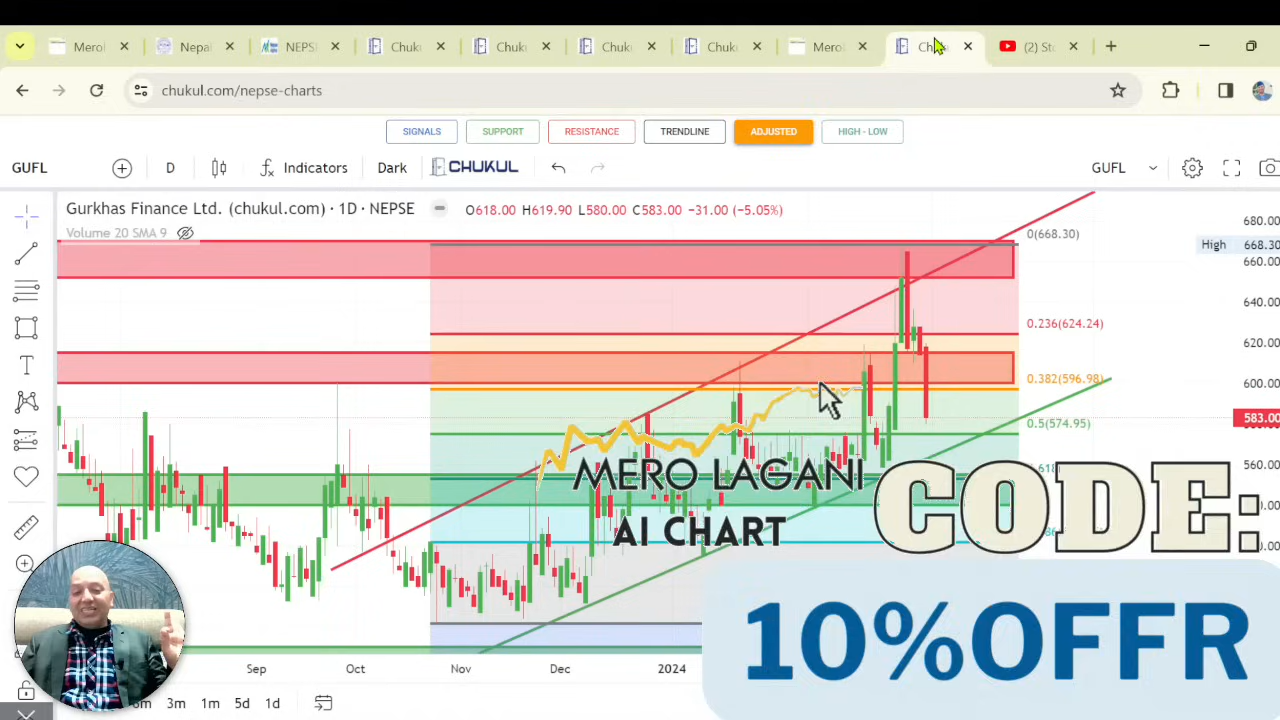 Merol
Nepal
NEPS
Chuk
Chuk
Chuk
Chuk
Mero
(2) St
chukul.com/nepse-charts
SIGNALS SUPPORT RESISTANCE TRENDLINE ADJUSTED HIGH - LOW
GUFL D Indicators Dark CHUKUL GUFL
Gurkhas Finance Ltd. (chukul.com) · 1D · NEPSE O618.00 H619.90 L580.00 C583.00 −31.00 (−5.05%)
Volume 20 SMA 9
680.00
0(668.30)
High 668.30
660.00
640.00
0.236(624.24)
620.00
0.382(596.98)
600.00
583.00
0.5(574.95)
560.00
MERO LAGANI
AI CHART
CODE:
10%OFFR
Sep Oct Nov Dec 2024
3m 1m 5d 1d